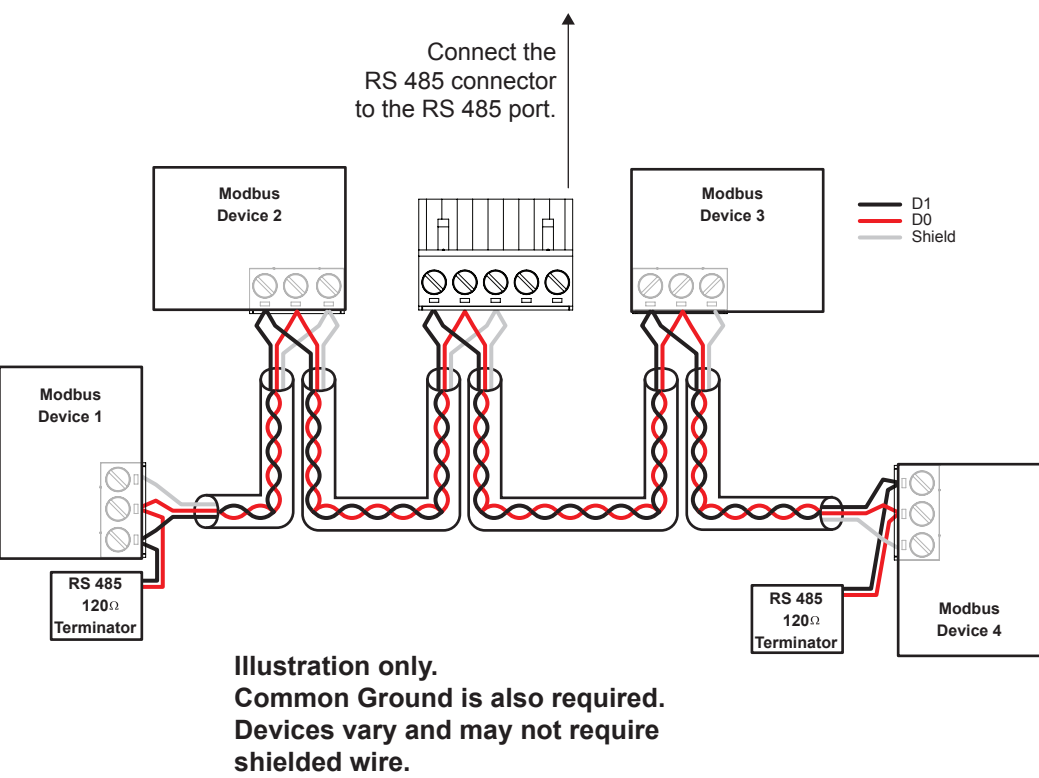 Connect the
RS 485 connector
to the RS 485 port.
Modbus
Device 2
Modbus
Device 3
D1
D0
Shield
Modbus
Device 1
RS 485
120Ω
Terminator
RS 485
120Ω
Terminator
Modbus
Device 4
Illustration only.
Common Ground is also required.
Devices vary and may not require
shielded wire.